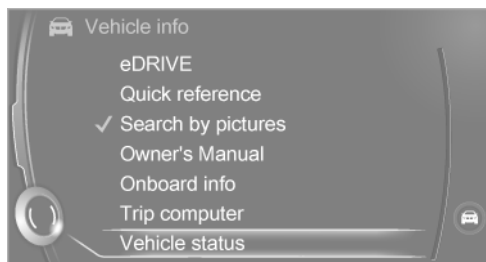 Vehicle info
eDRIVE
Quick reference
Search by pictures
Owner's Manual
Onboard info
Trip computer
Vehicle status